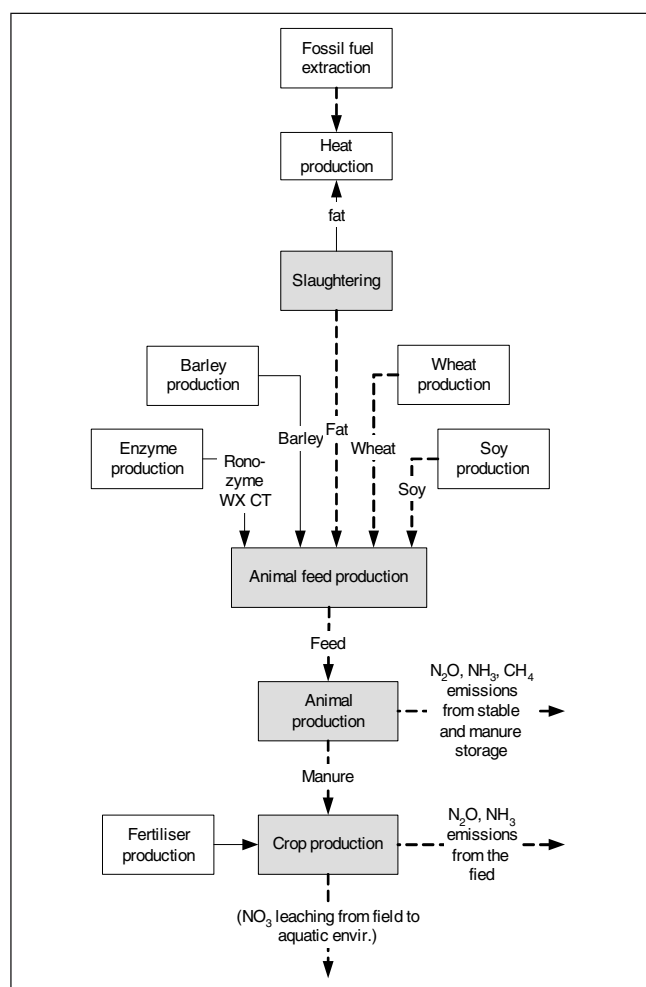 Fossil fuel
extraction
Heat
production
fat
Slaughtering
Barley
production
Wheat
production
Enzyme
production
Rono-
zyme
WX CT
Barley
Fat
Wheat
Soy
Soy
production
Animal feed production
Feed
Animal
production
N₂O, NH₃, CH₄
emissions
from stable
and manure
storage
Manure
Fertiliser
production
Crop production
N₂O, NH₃
emissions
from the
fied
(NO₃ leaching from field to
aquatic envir.)